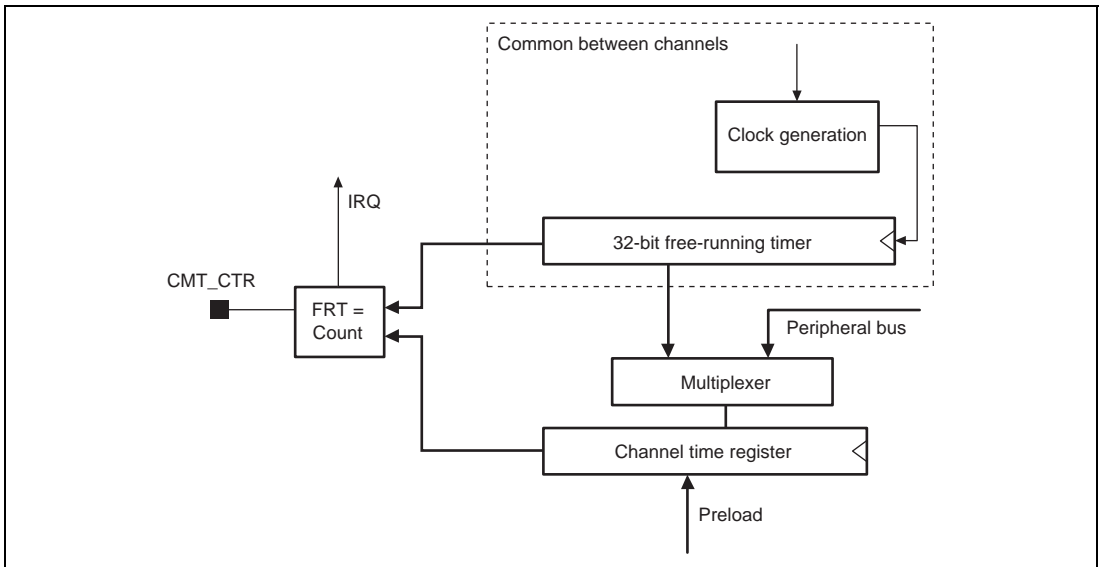 Common between channels
Clock generation
IRQ
32-bit free-running timer
CMT_CTR
FRT =
Count
Peripheral bus
Multiplexer
Channel time register
Preload